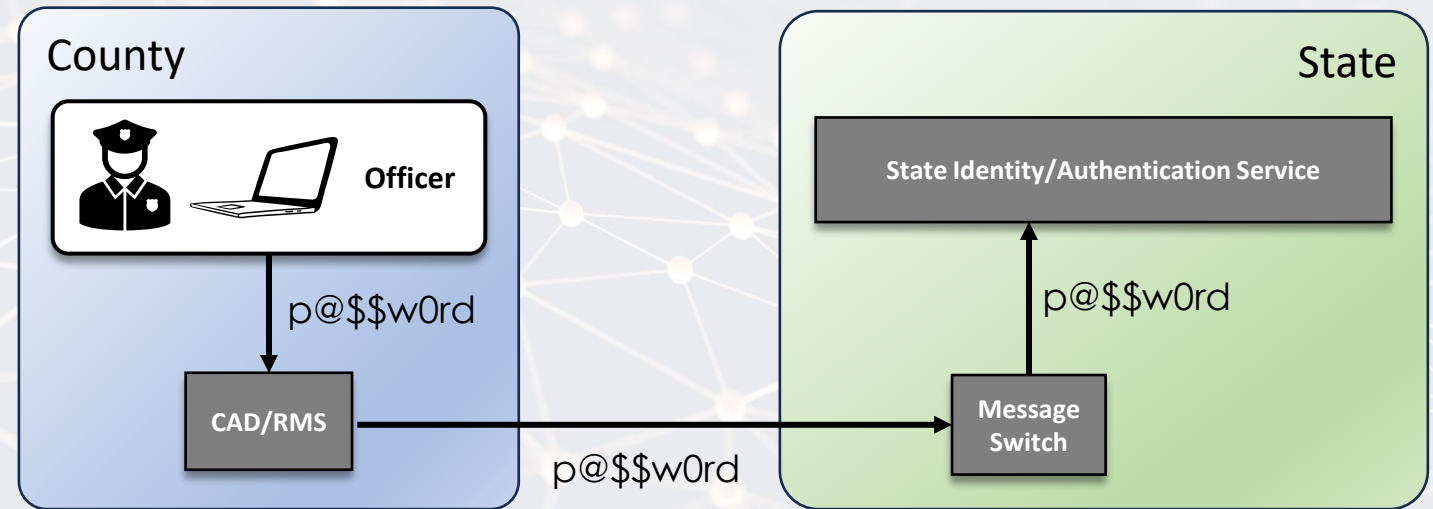 County
State
Officer
State Identity/Authentication Service
p@$$w0rd
p@$$w0rd
CAD/RMS
Message
Switch
p@$$w0rd